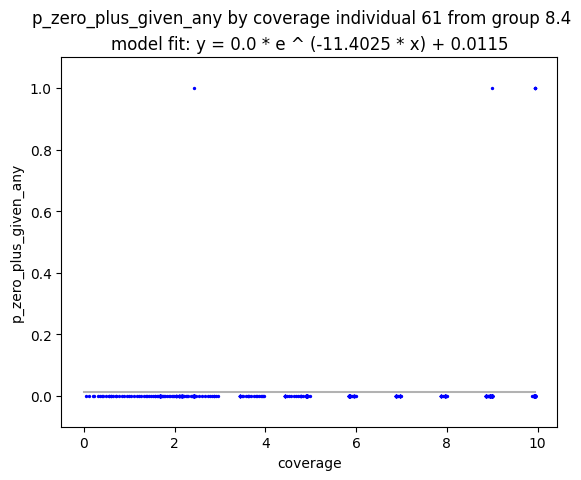 p_zero_plus_given_any by coverage individual 61 from group 8.4
model fit: y = 0.0 * e ^ (-11.4025 * x) + 0.0115
1.0
0.8
0.6
0.4
0.2
0.0
p_zero_plus_given_any
0 2 4 6 8 10
coverage